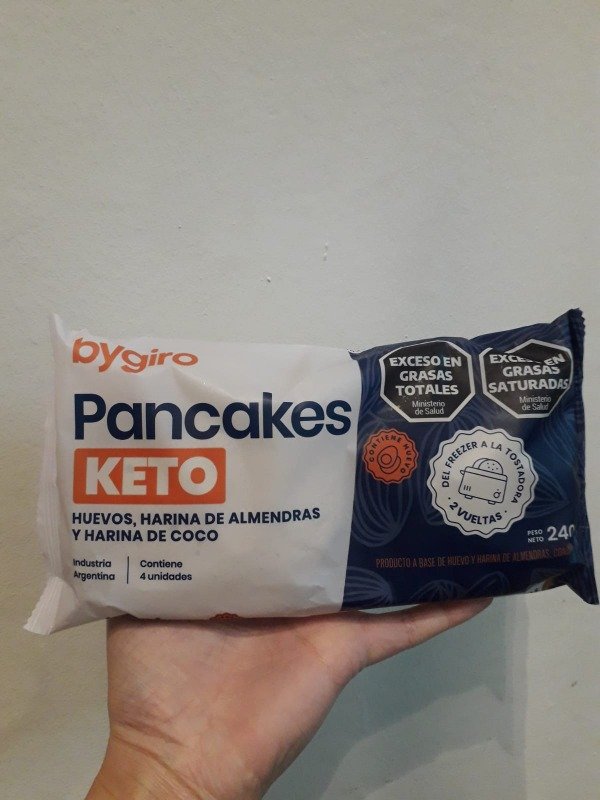 bygiro
Pancakes
KETO
HUEVOS, HARINA DE ALMENDRAS
Y HARINA DE COCO
Industria
Argentina
Contiene
4 unidades
EXCESO EN
GRASAS
TOTALES
Ministerio
de Salud
EXCESO EN
GRASAS
SATURADAS
Ministerio
de Salud
CONTIENE HUEVO
DEL FREEZER A LA TOSTADORA
· 2 VUELTAS ·
PESO
NETO
240
PRODUCTO A BASE DE HUEVO Y HARINA DE ALMENDRAS,